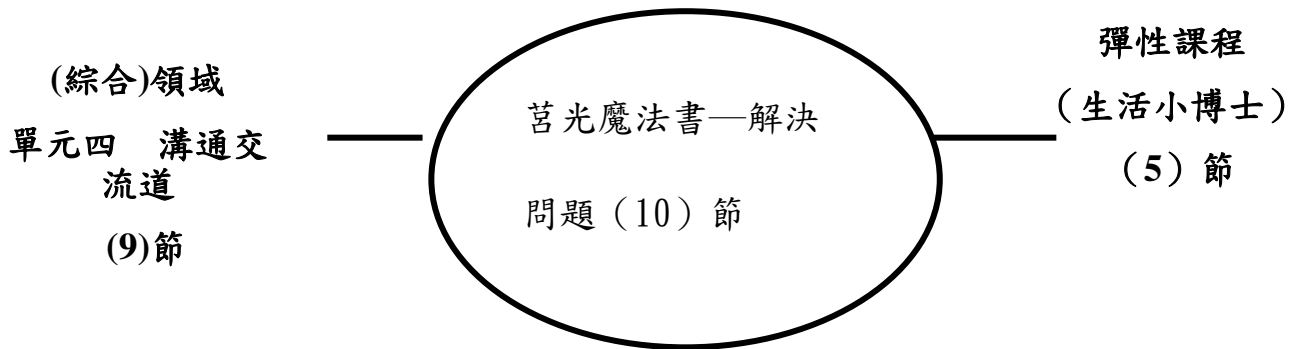 (綜合)領域
單元四　溝通交
流道
(9)節
莒光魔法書—解決
問題（10）節
彈性課程
（生活小博士）
（5）節